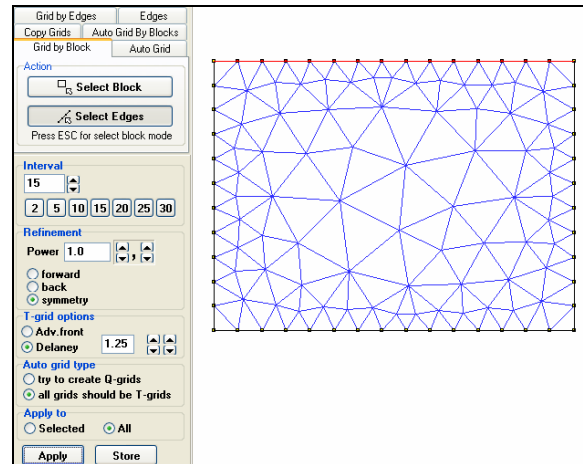 Grid by Edges Edges
Copy Grids Auto Grid By Blocks
Grid by Block Auto Grid
Action
Select Block
Select Edges
Press ESC for select block mode
Interval
15
2 5 10 15 20 25 30
Refinement
Power 1.0 ,
forward
back
symmetry
T-grid options
Adv.front
Delaney 1.25
Auto grid type
try to create Q-grids
all grids should be T-grids
Apply to
Selected All
Apply Store